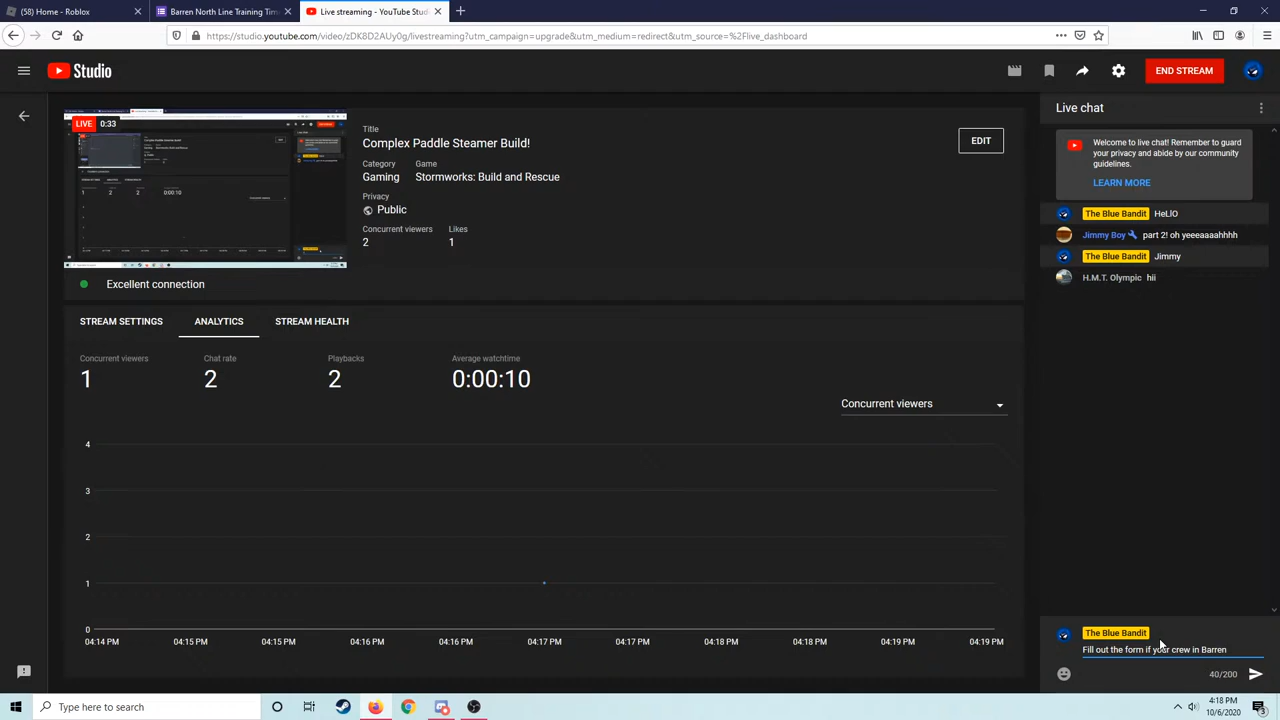 (58) Home - Roblox
Barren North Line Training Tim
Live streaming - YouTube Stud
https://studio.youtube.com/video/zDK8D2AUy0g/livestreaming?utm_campaign=upgrade&utm_medium=redirect&utm_source=%2Flive_dashboard
Studio
END STREAM
LIVE 0:33
Title
Complex Paddle Steamer Build!
EDIT
Category Game
Gaming Stormworks: Build and Rescue
Privacy
Public
Concurrent viewers Likes
2 1
Excellent connection
STREAM SETTINGS ANALYTICS STREAM HEALTH
Concurrent viewers Chat rate Playbacks Average watchtime
1 2 2 0:00:10
Concurrent viewers
4
3
2
1
0
04:14 PM 04:15 PM 04:15 PM 04:16 PM 04:16 PM 04:17 PM 04:17 PM 04:18 PM 04:18 PM 04:19 PM 04:19 PM
Live chat
Welcome to live chat! Remember to guard
your privacy and abide by our community
guidelines.
LEARN MORE
The Blue Bandit HeLlO
Jimmy Boy part 2! oh yeeeaaaahhhh
The Blue Bandit Jimmy
H.M.T. Olympic hii
The Blue Bandit
Fill out the form if your crew in Barren
40/200
Type here to search
4:18 PM
10/6/2020
3